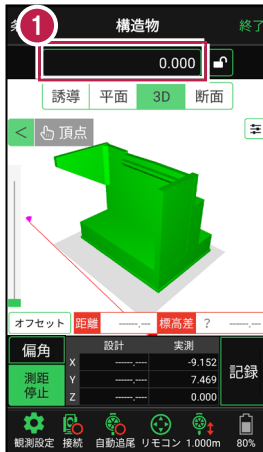 1
構造物 終了
0.000
誘導 平面 3D 断面
< 頂点
オフセット 距離 -----.--- 標高差 ? -----.---
偏角 設計 実測
X -----.--- -9.152
測距停止 Y -----.--- 7.469 記録
Z -----.--- 0.000
観測設定 接続 自動追尾 リモコン 1.000m 80%